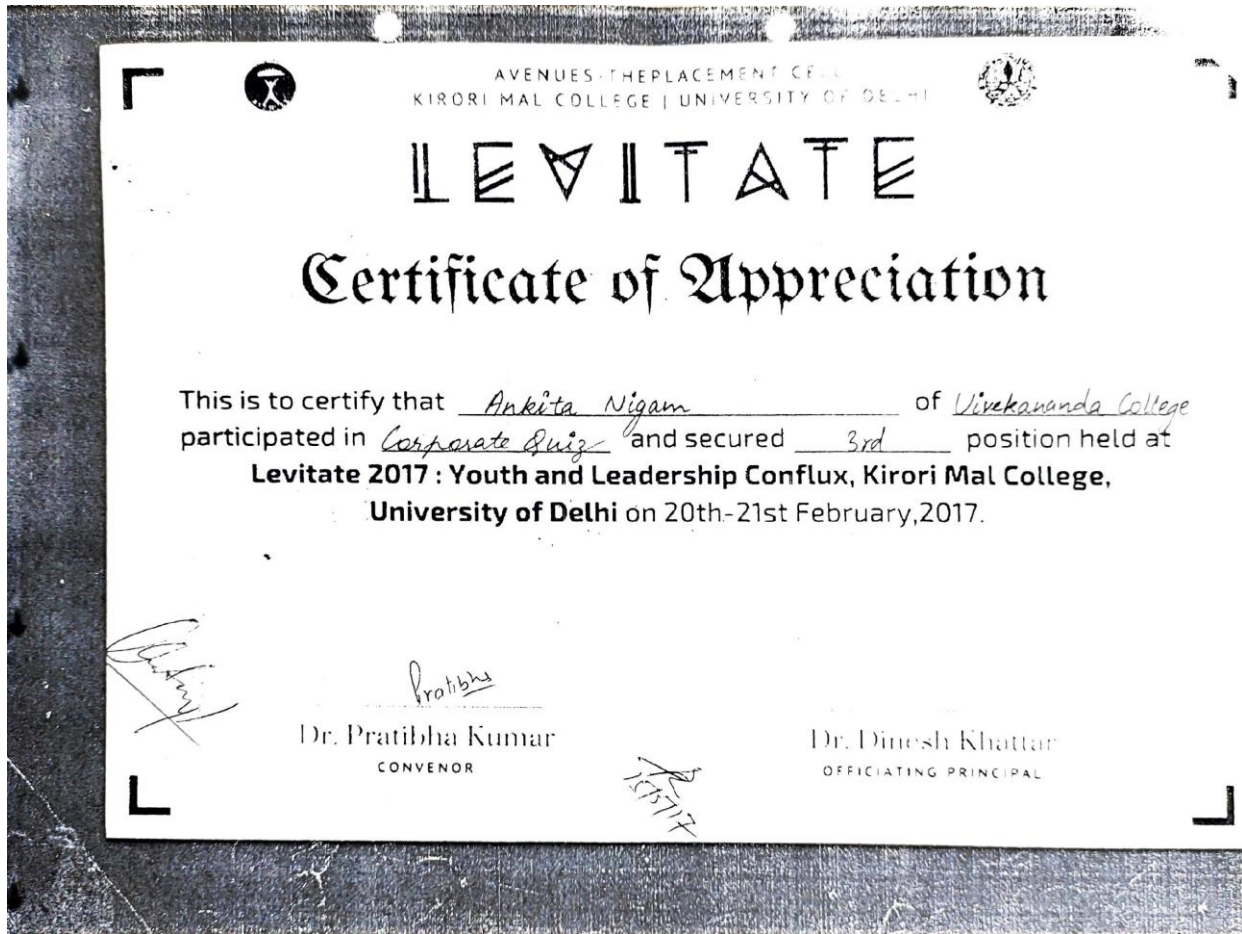 AVENUES-THEPLACEMENT CELL
KIRORI MAL COLLEGE | UNIVERSITY OF DELHI
LEVITATE
Certificate of Appreciation
This is to certify that Ankita Nigam of Vivekananda College
participated in Corporate Quiz and secured 3rd position held at
Levitate 2017 : Youth and Leadership Conflux, Kirori Mal College,
University of Delhi on 20th-21st February,2017.
Pratibha
Dr. Pratibha Kumar
CONVENOR
Dr. Dinesh Khattar
OFFICIATING PRINCIPAL